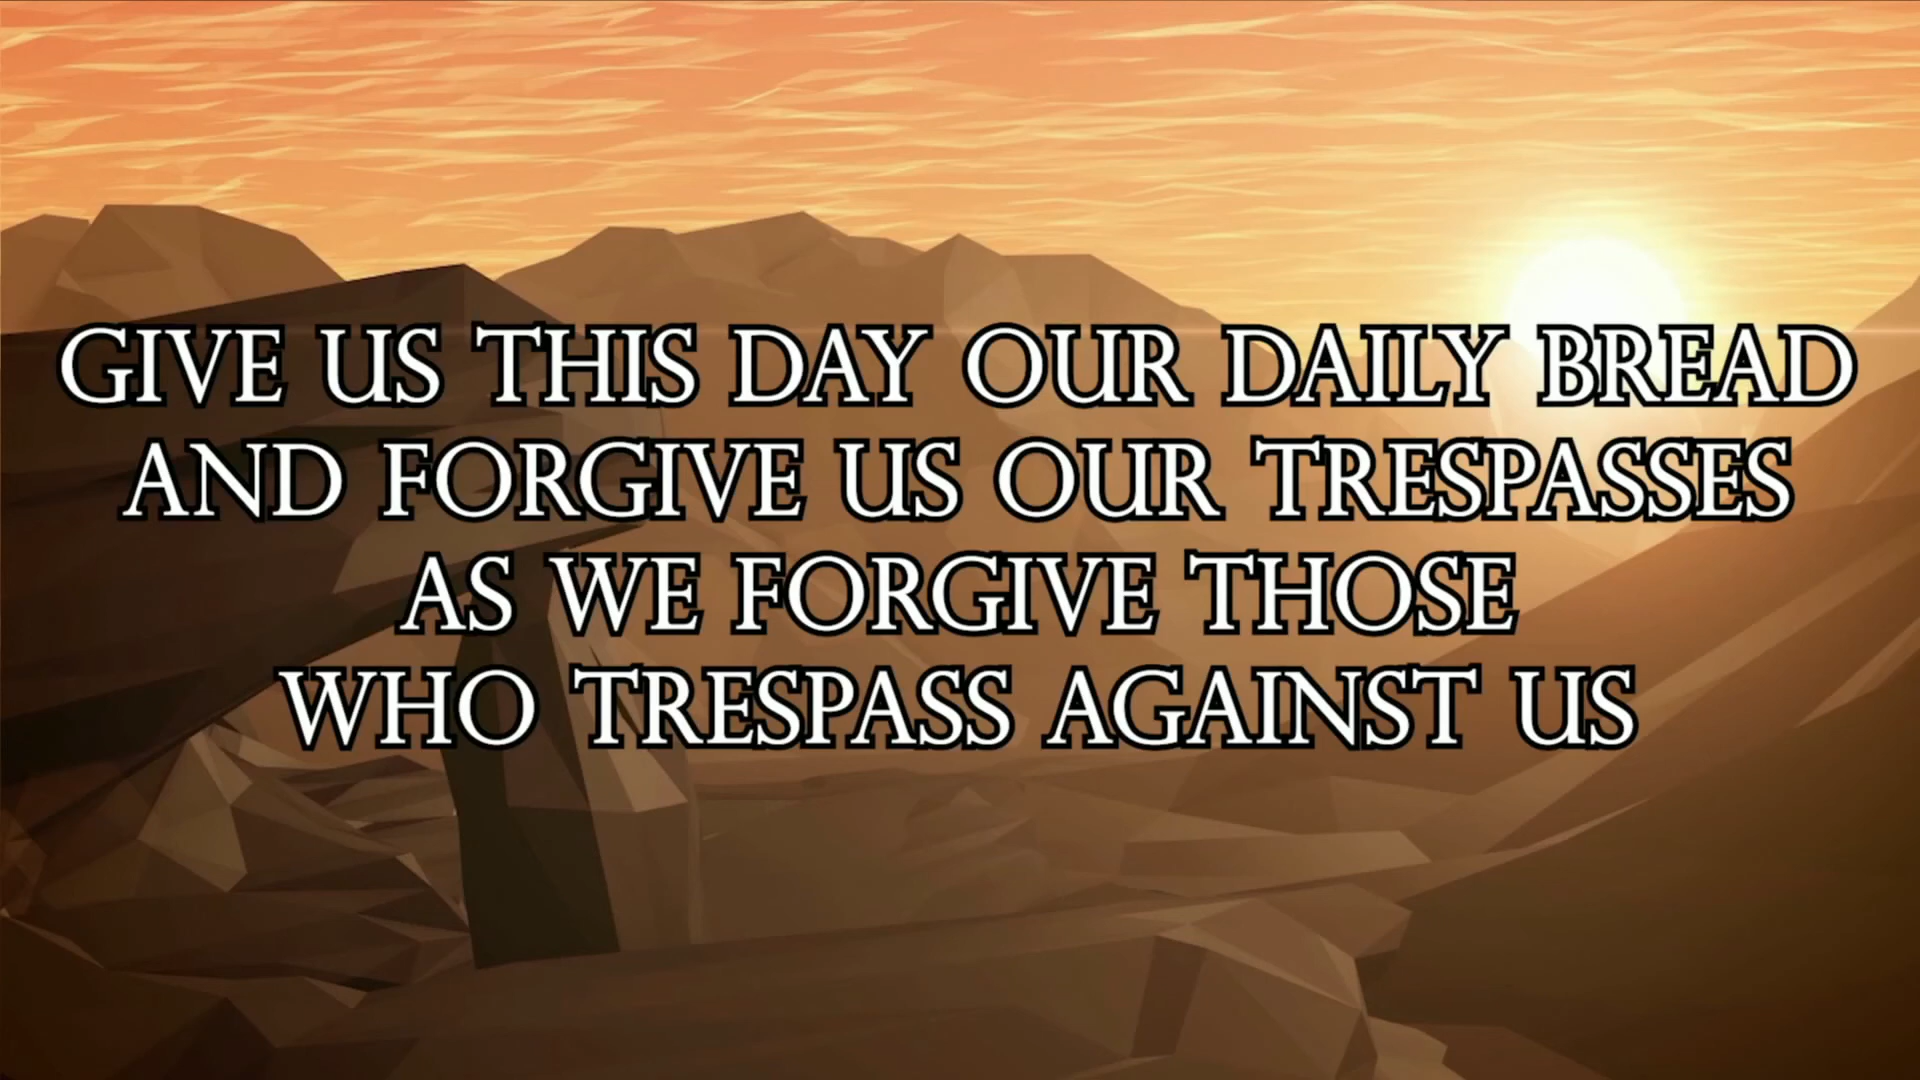 GIVE US THIS DAY OUR DAILY BREAD
AND FORGIVE US OUR TRESPASSES
AS WE FORGIVE THOSE
WHO TRESPASS AGAINST US